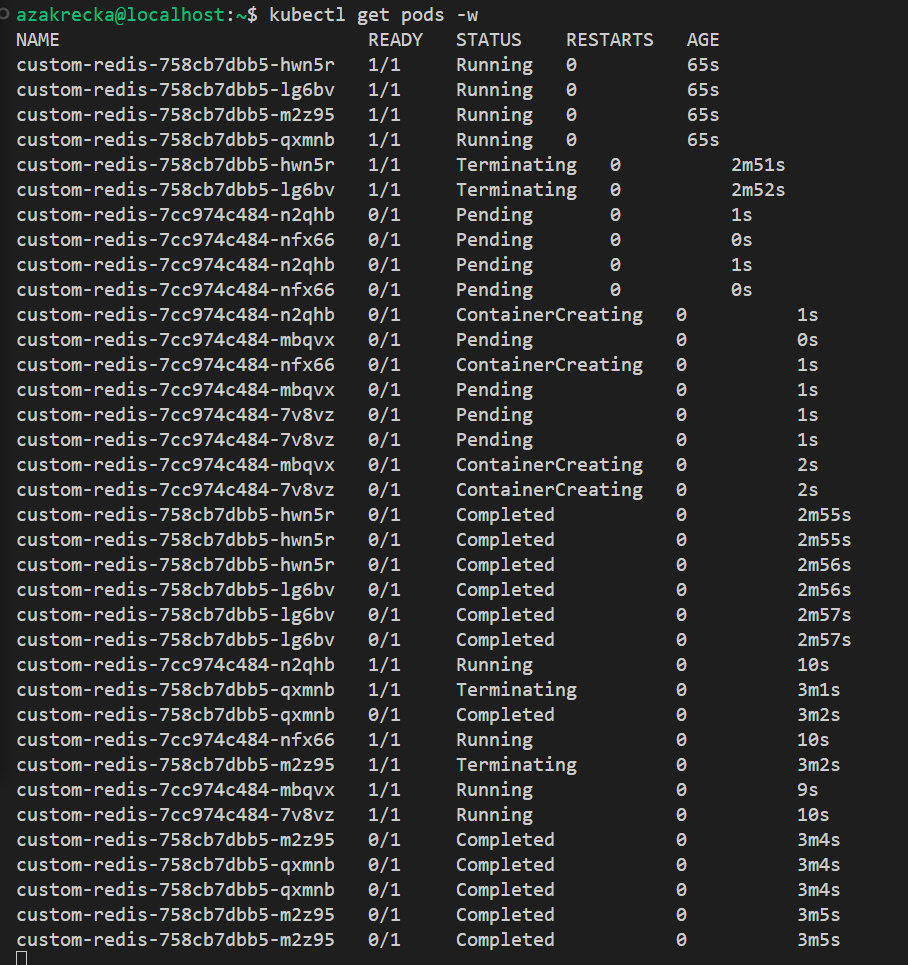 azakrecka@localhost:~$ kubectl get pods -w
NAME READY STATUS RESTARTS AGE
custom-redis-758cb7dbb5-hwn5r 1/1 Running 0 65s
custom-redis-758cb7dbb5-lg6bv 1/1 Running 0 65s
custom-redis-758cb7dbb5-m2z95 1/1 Running 0 65s
custom-redis-758cb7dbb5-qxmnb 1/1 Running 0 65s
custom-redis-758cb7dbb5-hwn5r 1/1 Terminating 0 2m51s
custom-redis-758cb7dbb5-lg6bv 1/1 Terminating 0 2m52s
custom-redis-7cc974c484-n2qhb 0/1 Pending 0 1s
custom-redis-7cc974c484-nfx66 0/1 Pending 0 0s
custom-redis-7cc974c484-n2qhb 0/1 Pending 0 1s
custom-redis-7cc974c484-nfx66 0/1 Pending 0 0s
custom-redis-7cc974c484-n2qhb 0/1 ContainerCreating 0 1s
custom-redis-7cc974c484-mbqvx 0/1 Pending 0 0s
custom-redis-7cc974c484-nfx66 0/1 ContainerCreating 0 1s
custom-redis-7cc974c484-mbqvx 0/1 Pending 0 1s
custom-redis-7cc974c484-7v8vz 0/1 Pending 0 1s
custom-redis-7cc974c484-7v8vz 0/1 Pending 0 1s
custom-redis-7cc974c484-mbqvx 0/1 ContainerCreating 0 2s
custom-redis-7cc974c484-7v8vz 0/1 ContainerCreating 0 2s
custom-redis-758cb7dbb5-hwn5r 0/1 Completed 0 2m55s
custom-redis-758cb7dbb5-hwn5r 0/1 Completed 0 2m55s
custom-redis-758cb7dbb5-hwn5r 0/1 Completed 0 2m56s
custom-redis-758cb7dbb5-lg6bv 0/1 Completed 0 2m56s
custom-redis-758cb7dbb5-lg6bv 0/1 Completed 0 2m57s
custom-redis-758cb7dbb5-lg6bv 0/1 Completed 0 2m57s
custom-redis-7cc974c484-n2qhb 1/1 Running 0 10s
custom-redis-758cb7dbb5-qxmnb 1/1 Terminating 0 3m1s
custom-redis-758cb7dbb5-qxmnb 0/1 Completed 0 3m2s
custom-redis-7cc974c484-nfx66 1/1 Running 0 10s
custom-redis-758cb7dbb5-m2z95 1/1 Terminating 0 3m2s
custom-redis-7cc974c484-mbqvx 1/1 Running 0 9s
custom-redis-7cc974c484-7v8vz 1/1 Running 0 10s
custom-redis-758cb7dbb5-m2z95 0/1 Completed 0 3m4s
custom-redis-758cb7dbb5-qxmnb 0/1 Completed 0 3m4s
custom-redis-758cb7dbb5-qxmnb 0/1 Completed 0 3m4s
custom-redis-758cb7dbb5-m2z95 0/1 Completed 0 3m5s
custom-redis-758cb7dbb5-m2z95 0/1 Completed 0 3m5s